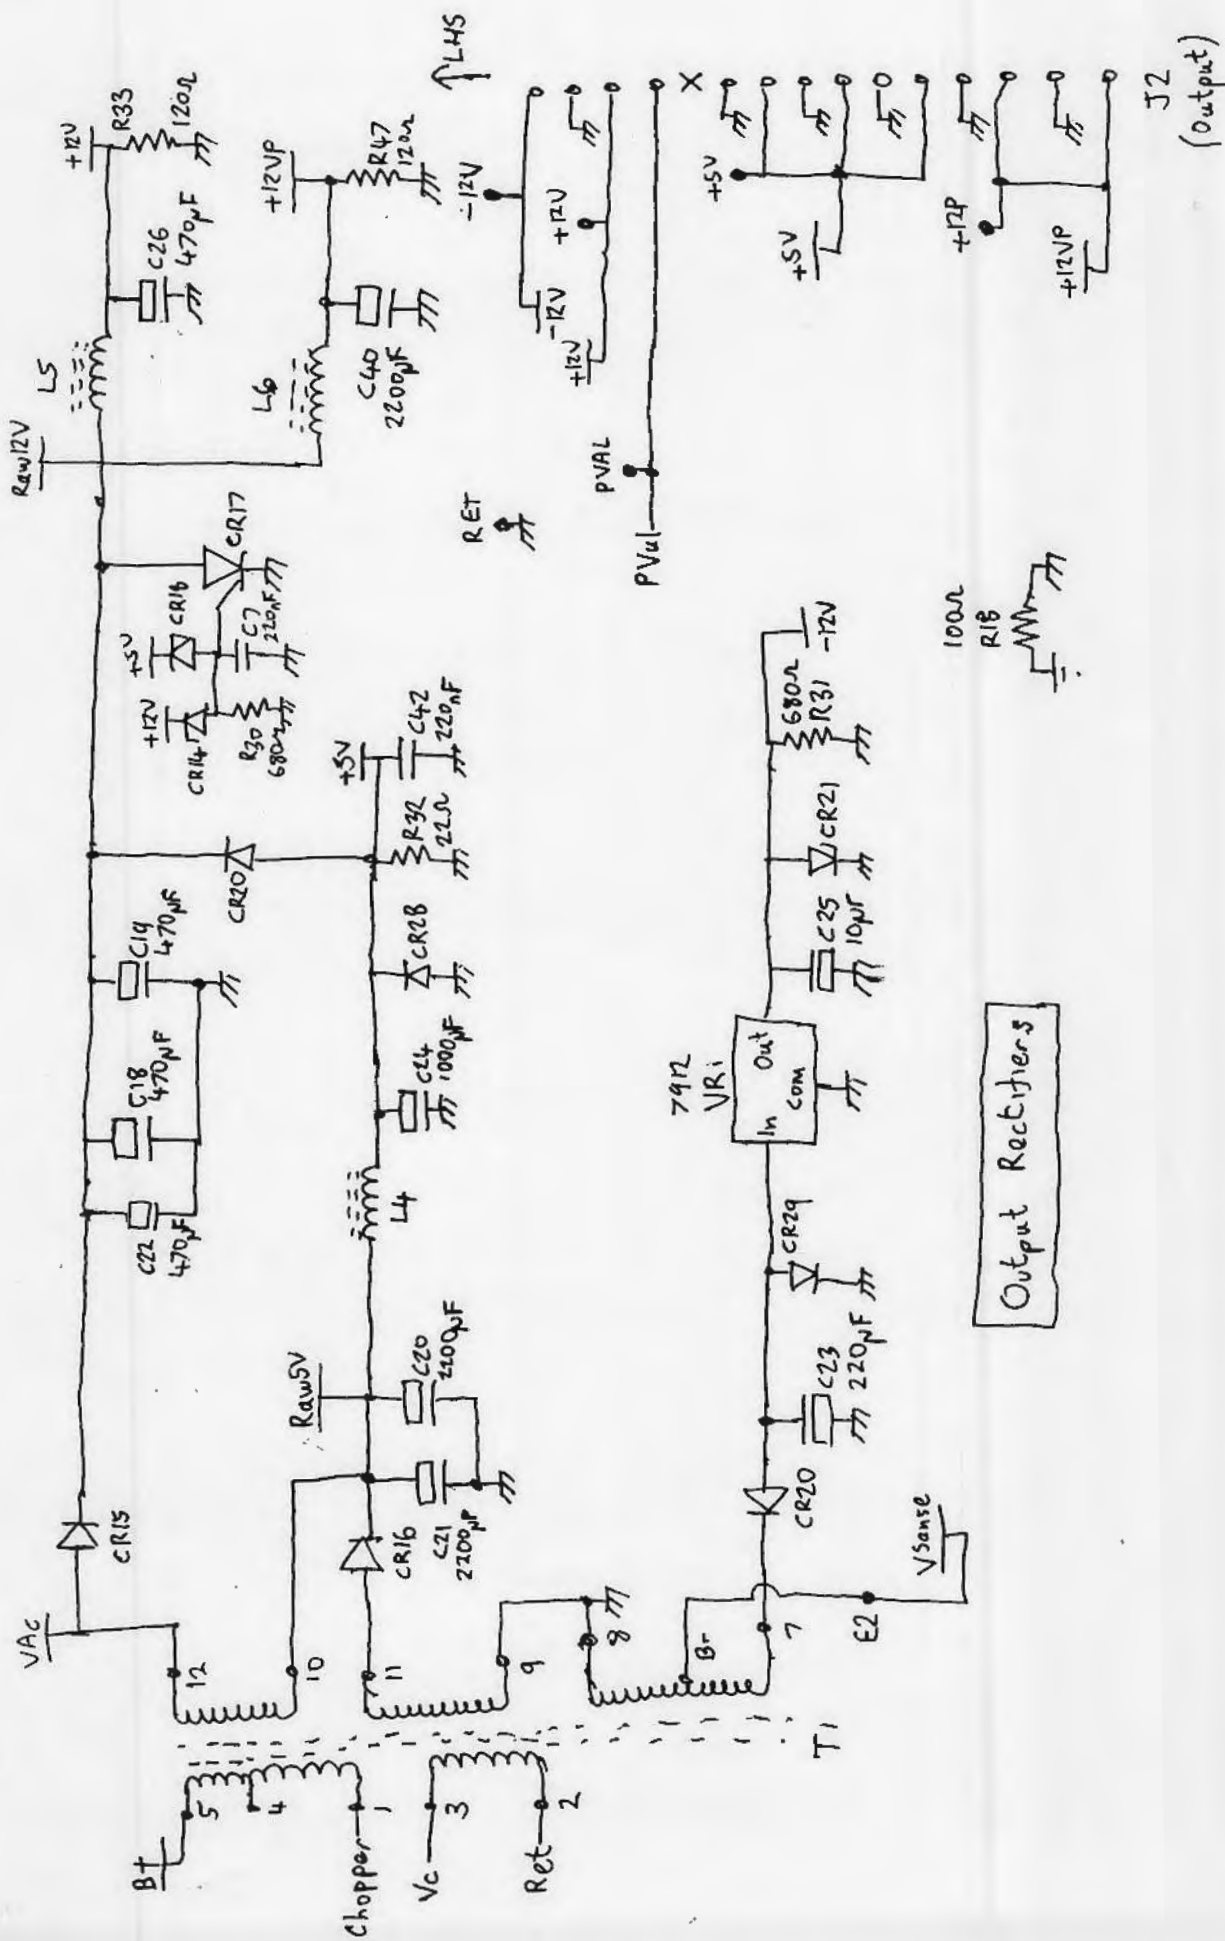 VAc
CR15
C22
470µF
C18
470µF
C19
470µF
Raw12V
L5
C26
470µF
+12V
R33
120Ω
CR20
+12V
CR14
R30
680Ω
+5V
CR18
C7
220nF
CR17
L6
C40
2200µF
+12VP
R47
120Ω
↑LHS
B+
5
4
Chopper
1
Vc
3
Ret
2
T1
12
10
11
9
8
Br
7
E2
VSense
CR16
C21
2200µF
Raw5V
C20
2200µF
L4
C24
1000µF
CR28
R32
22Ω
+5V
C42
220nF
RET
-12V
-12V
+12V
+12V
PVAL
PVal
X
+5V
+5V
+12P
+12VP
J2
(Output)
CR20
C23
220µF
CR29
7912
VR1
In
Out
Com
C25
10µF
CR21
680Ω
R31
-12V
100Ω
R18
Output Rectifiers